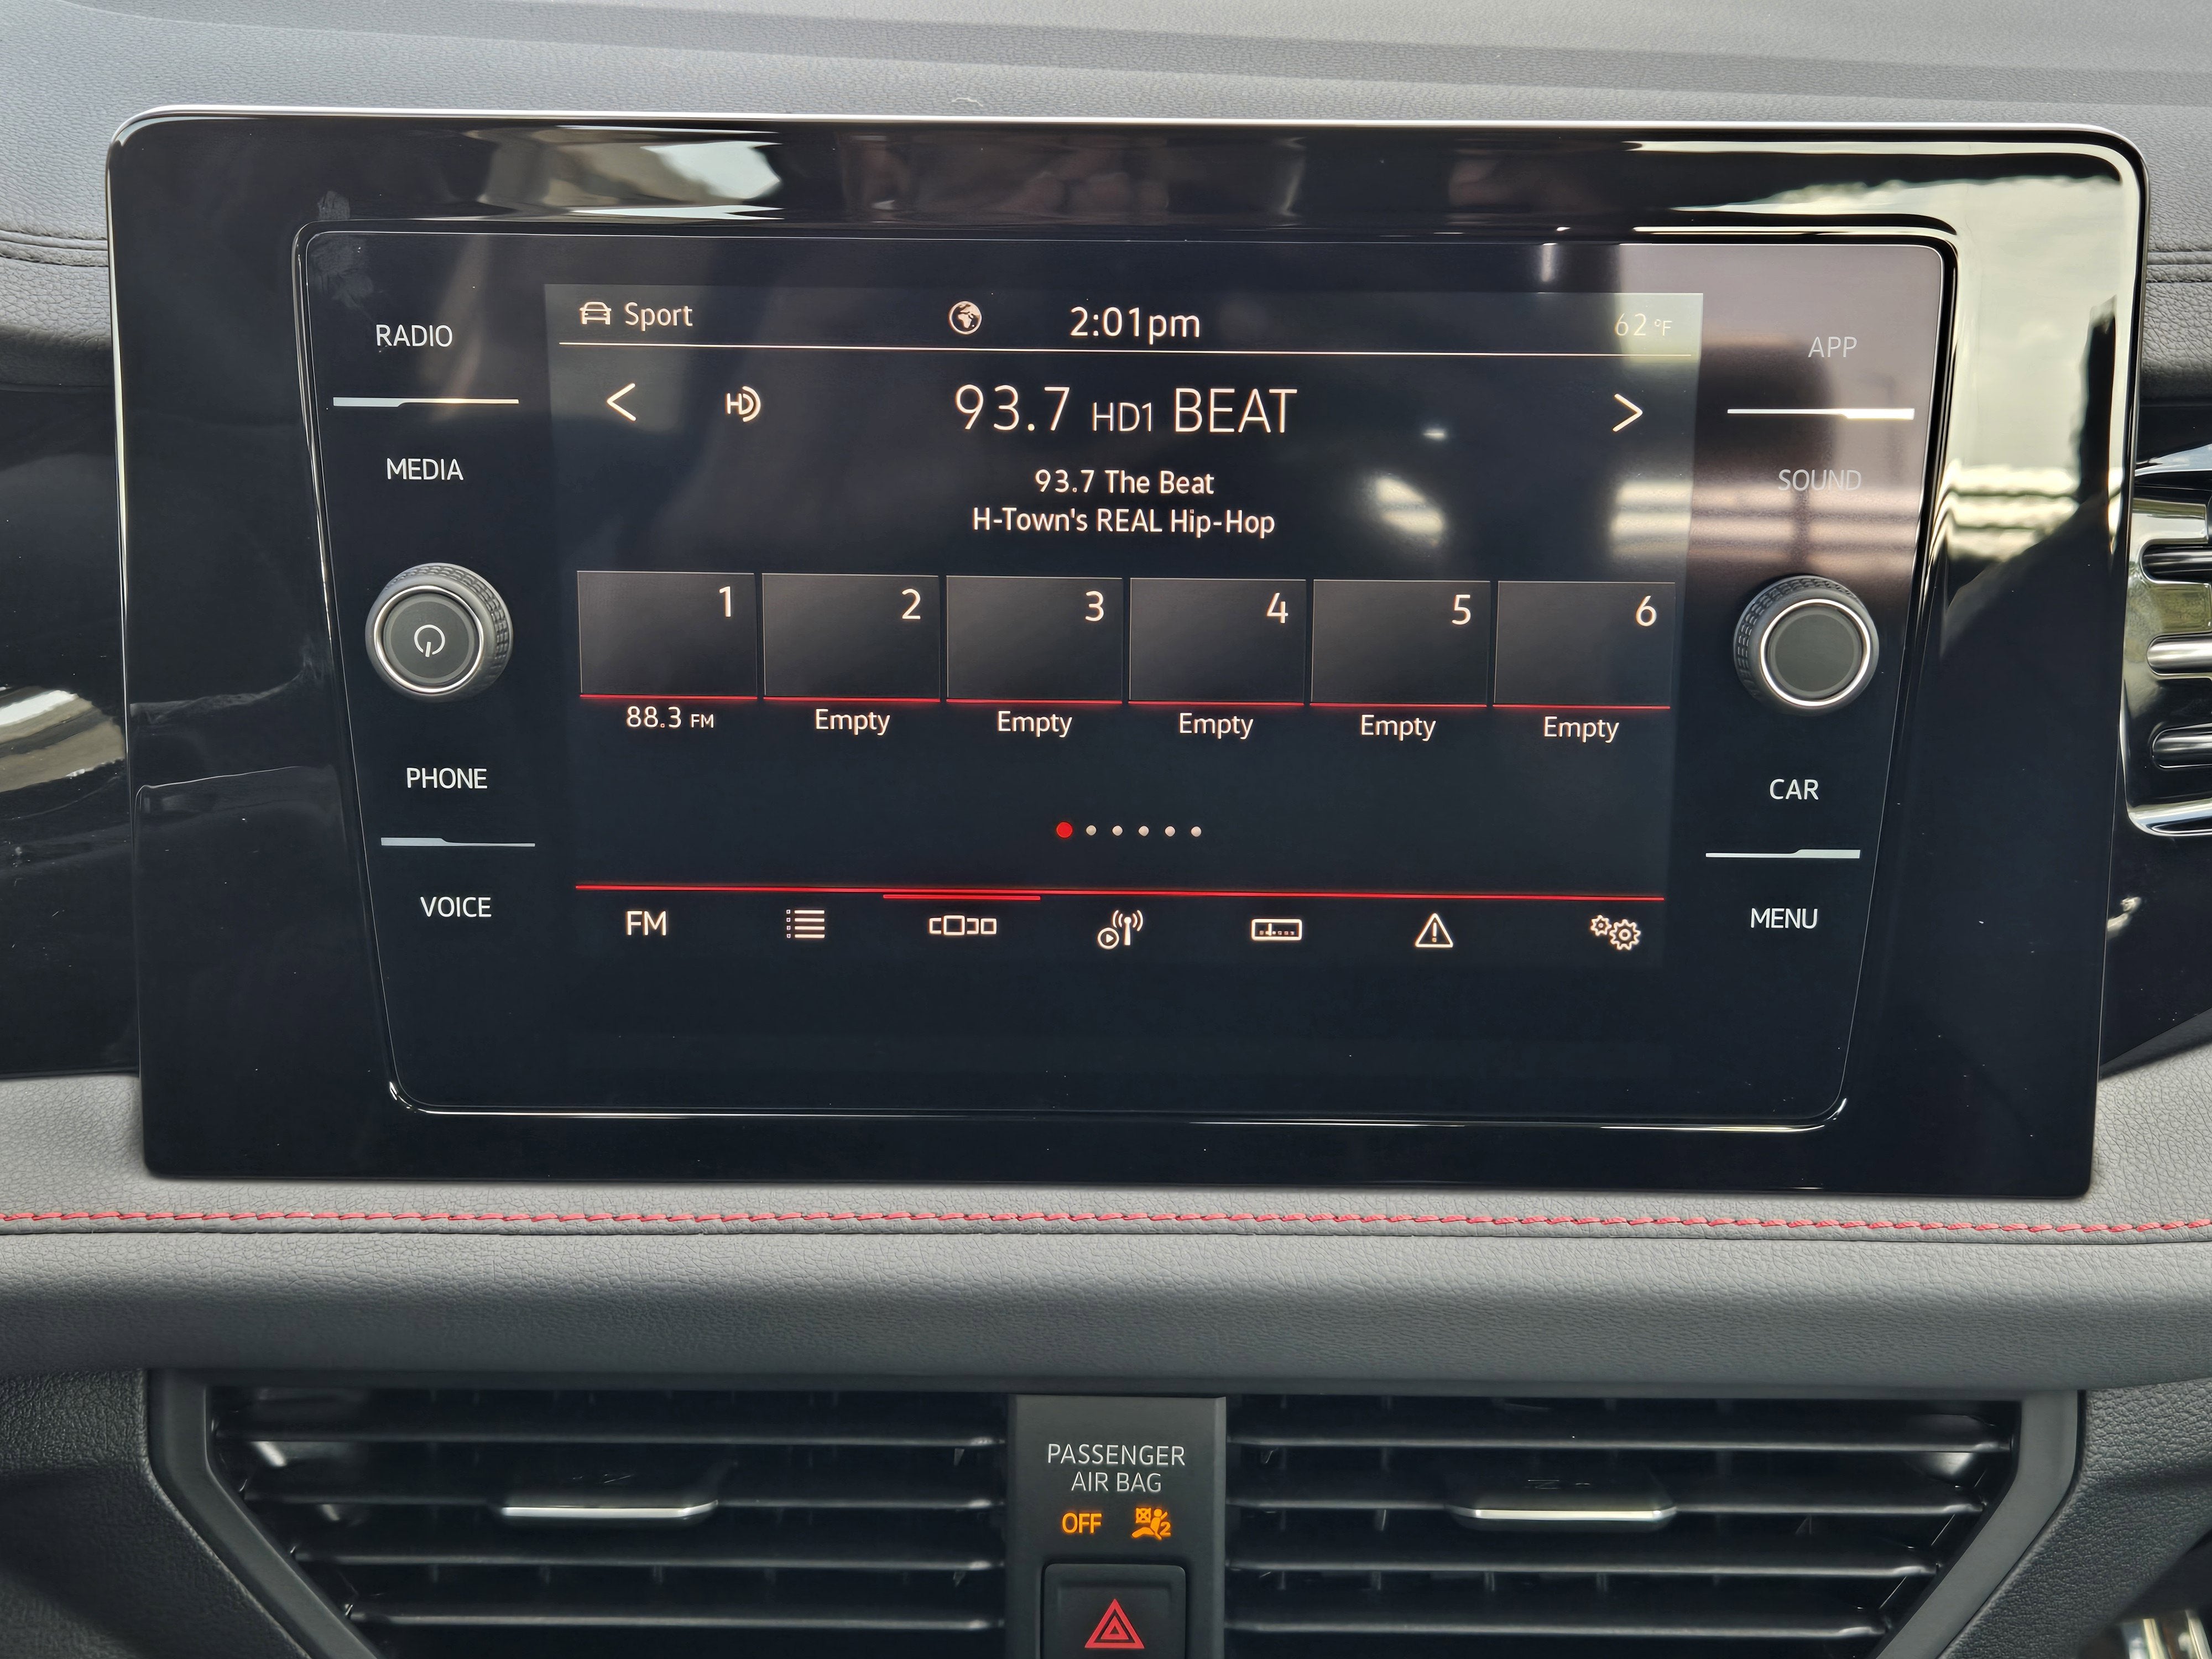 RADIO
MEDIA
PHONE
VOICE
Sport 2:01pm 62 °F
< HD 93.7 HD1 BEAT >
93.7 The Beat
H-Town's REAL Hip-Hop
1 2 3 4 5 6
88.3 FM Empty Empty Empty Empty Empty
FM
APP
SOUND
CAR
MENU
PASSENGER
AIR BAG
OFF 2